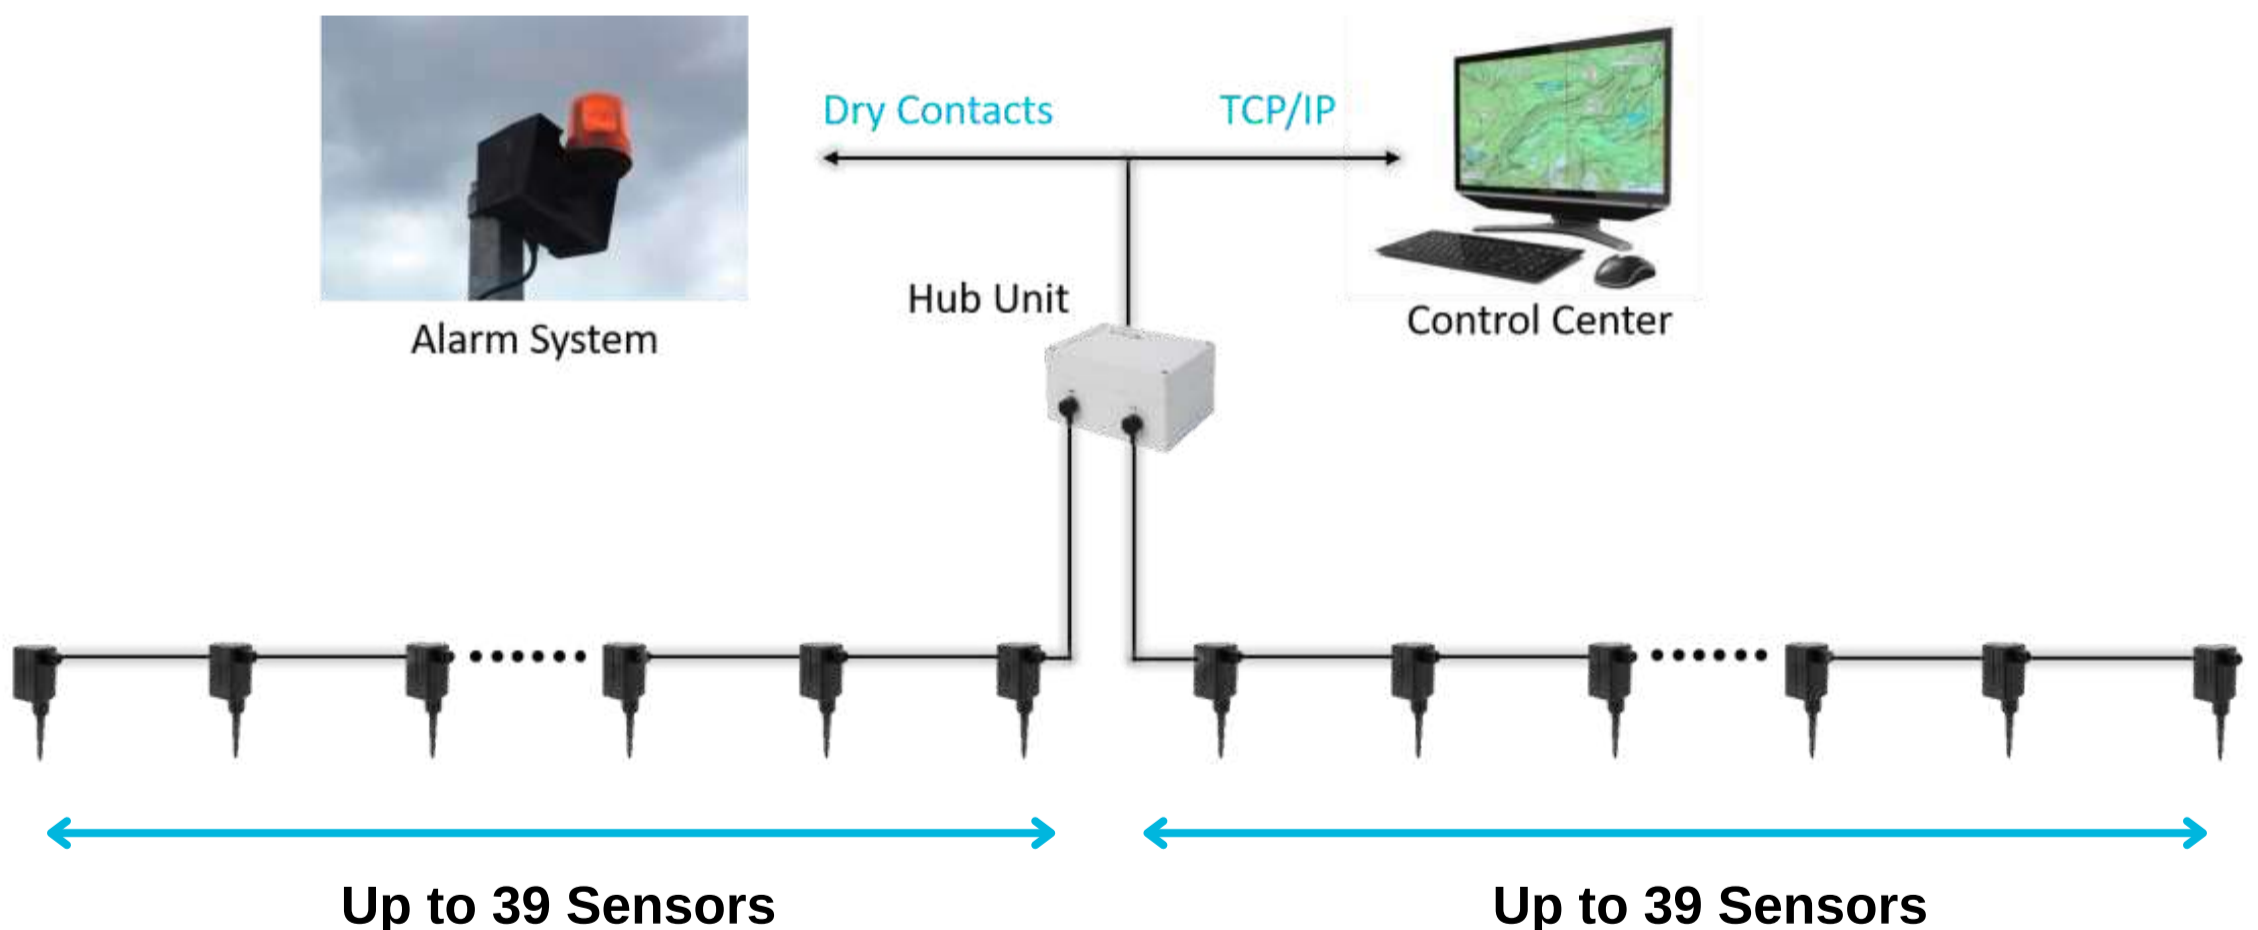 Dry Contacts
TCP/IP
Hub Unit
Alarm System
Control Center
Up to 39 Sensors
Up to 39 Sensors